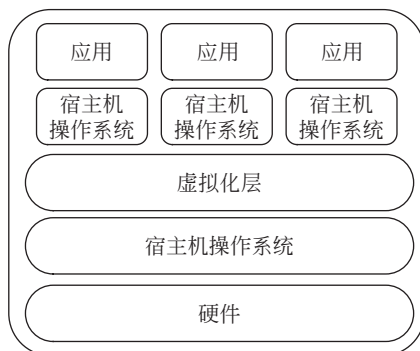 应用 应用 应用
宿主机 宿主机 宿主机
操作系统 操作系统 操作系统
虚拟化层
宿主机操作系统
硬件